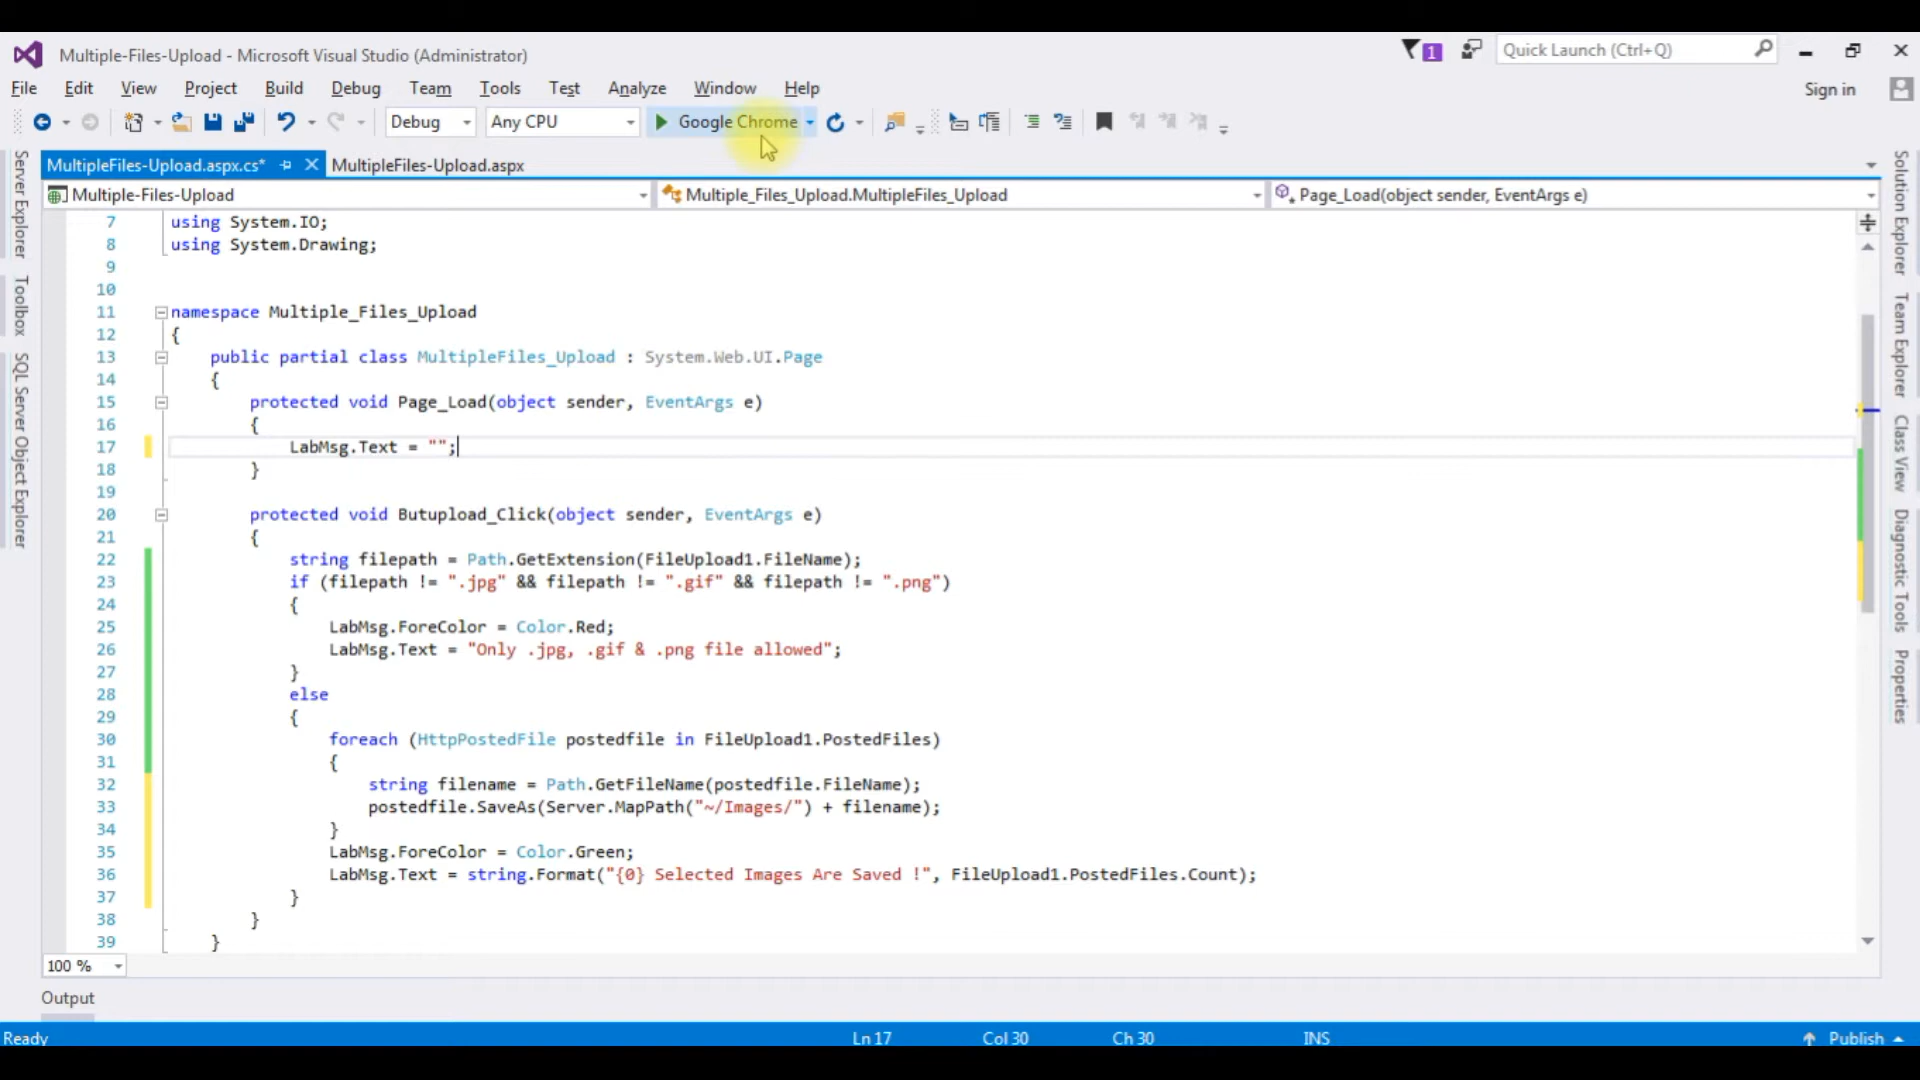 Multiple-Files-Upload - Microsoft Visual Studio (Administrator)
1
Quick Launch (Ctrl+Q)
File Edit View Project Build Debug Team Tools Test Analyze Window Help
Sign in
Debug Any CPU Google Chrome
MultipleFiles-Upload.aspx.cs* MultipleFiles-Upload.aspx
Multiple-Files-Upload Multiple_Files_Upload.MultipleFiles_Upload Page_Load(object sender, EventArgs e)
Server Explorer
Toolbox
SQL Server Object Explorer
7 using System.IO;
8 using System.Drawing;
9
10
11 namespace Multiple_Files_Upload
12 {
13 public partial class MultipleFiles_Upload : System.Web.UI.Page
14 {
15 protected void Page_Load(object sender, EventArgs e)
16 {
17 LabMsg.Text = "";
18 }
19
20 protected void Butupload_Click(object sender, EventArgs e)
21 {
22 string filepath = Path.GetExtension(FileUpload1.FileName);
23 if (filepath != ".jpg" && filepath != ".gif" && filepath != ".png")
24 {
25 LabMsg.ForeColor = Color.Red;
26 LabMsg.Text = "Only .jpg, .gif & .png file allowed";
27 }
28 else
29 {
30 foreach (HttpPostedFile postedfile in FileUpload1.PostedFiles)
31 {
32 string filename = Path.GetFileName(postedfile.FileName);
33 postedfile.SaveAs(Server.MapPath("~/Images/") + filename);
34 }
35 LabMsg.ForeColor = Color.Green;
36 LabMsg.Text = string.Format("{0} Selected Images Are Saved !", FileUpload1.PostedFiles.Count);
37 }
38 }
39 }
Solution Explorer
Team Explorer
Class View
Diagnostic Tools
Properties
100 %
Output
Ready Ln 17 Col 30 Ch 30 INS Publish